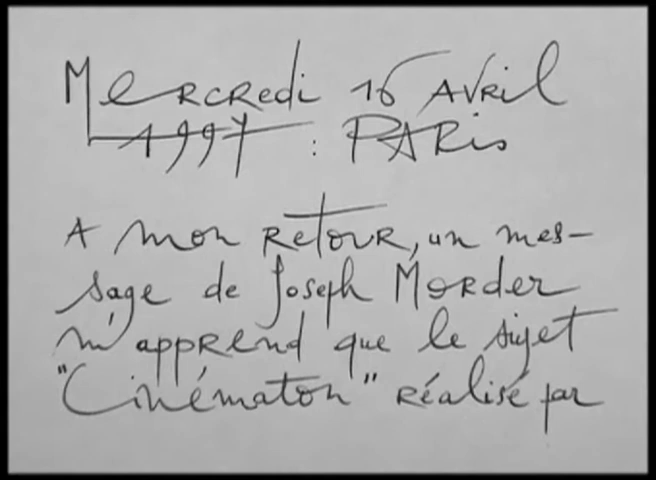 Mercredi 16 Avril
1997 : PARis
A mon RetouR, un mes-
sage de Joseph MoRder
m'apprend que le sujet
"Cinématon" réalisé par